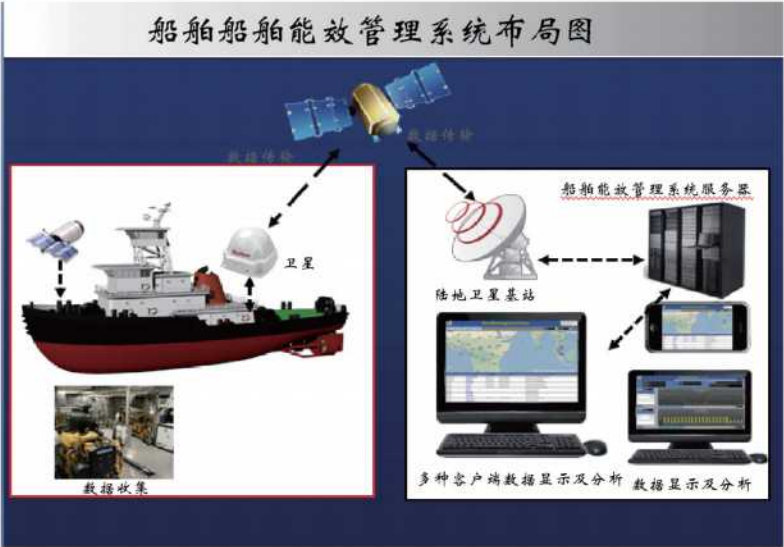 船舶船舶能效管理系统布局图
数据传输
数据传输
船舶能放管理系统服务器
卫星
陆地卫星基站
数据收集
多种客户端数据显示及分析
数据显示及分析